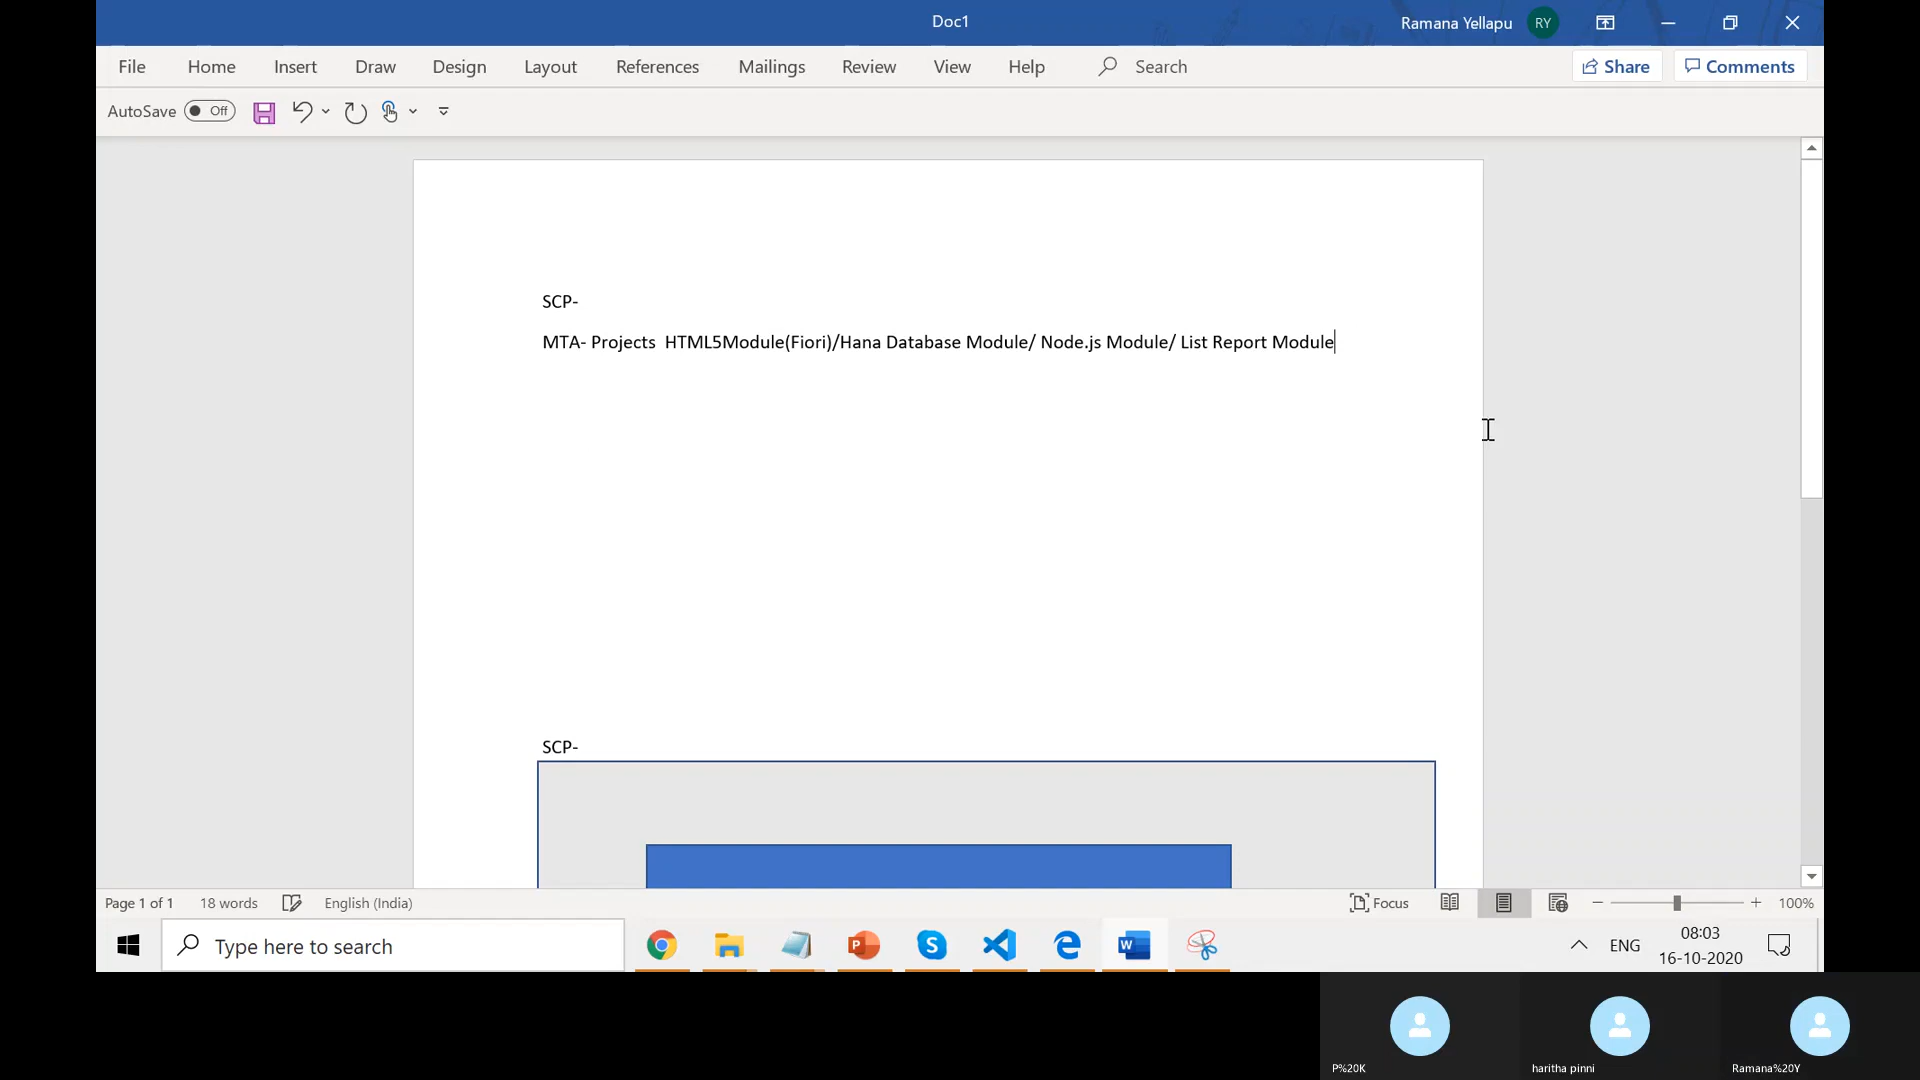 Doc1
Ramana Yellapu RY
File Home Insert Draw Design Layout References Mailings Review View Help Search Share Comments
AutoSave Off
SCP-
MTA- Projects HTML5Module(Fiori)/Hana Database Module/ Node.js Module/ List Report Module
SCP-
Page 1 of 1 18 words English (India) Focus 100%
Type here to search P S W ENG 08:03
16-10-2020
P%20K haritha pinni Ramana%20Y